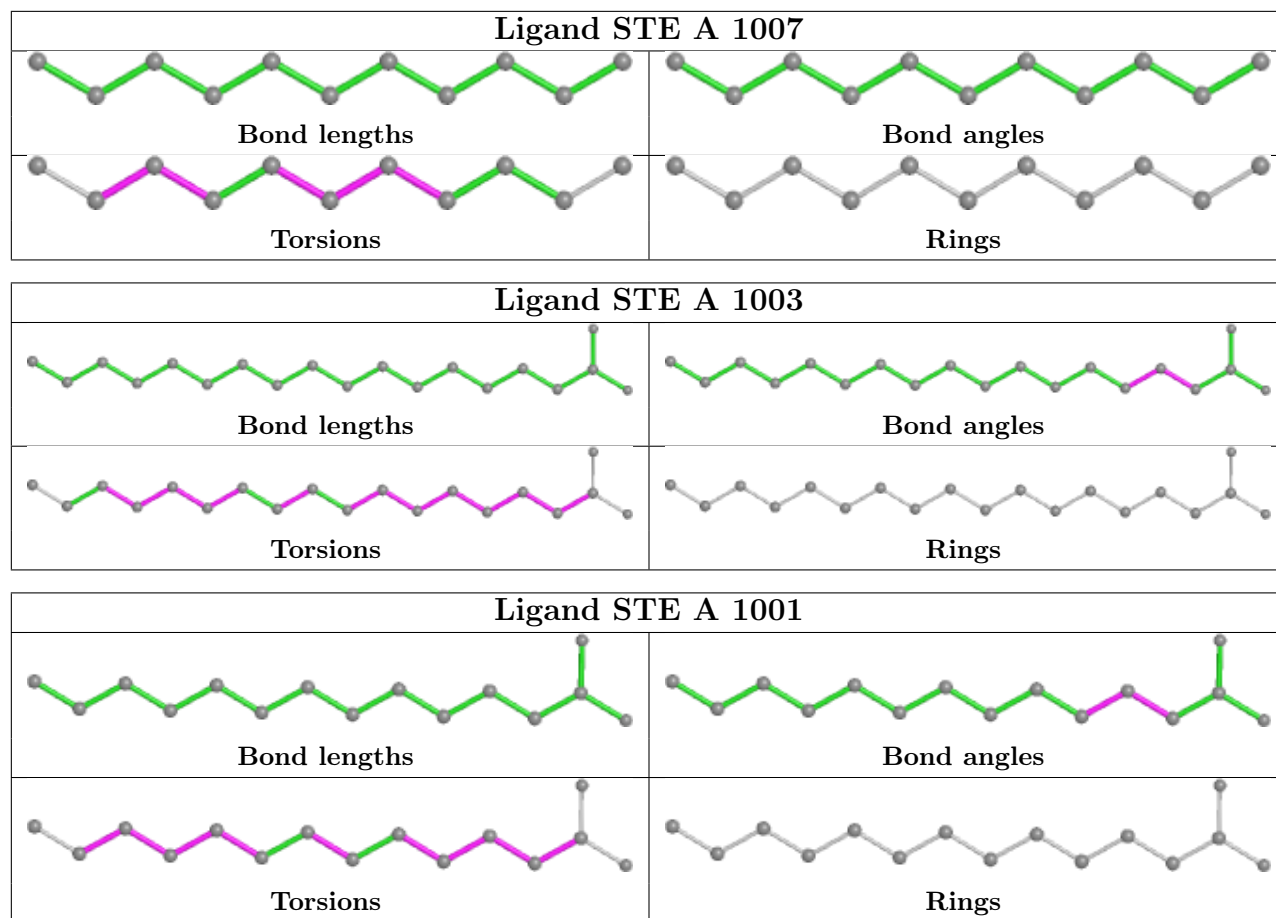 Ligand STE A 1007
Bond lengths
Bond angles
Torsions
Rings
Ligand STE A 1003
Bond lengths
Bond angles
Torsions
Rings
Ligand STE A 1001
Bond lengths
Bond angles
Torsions
Rings